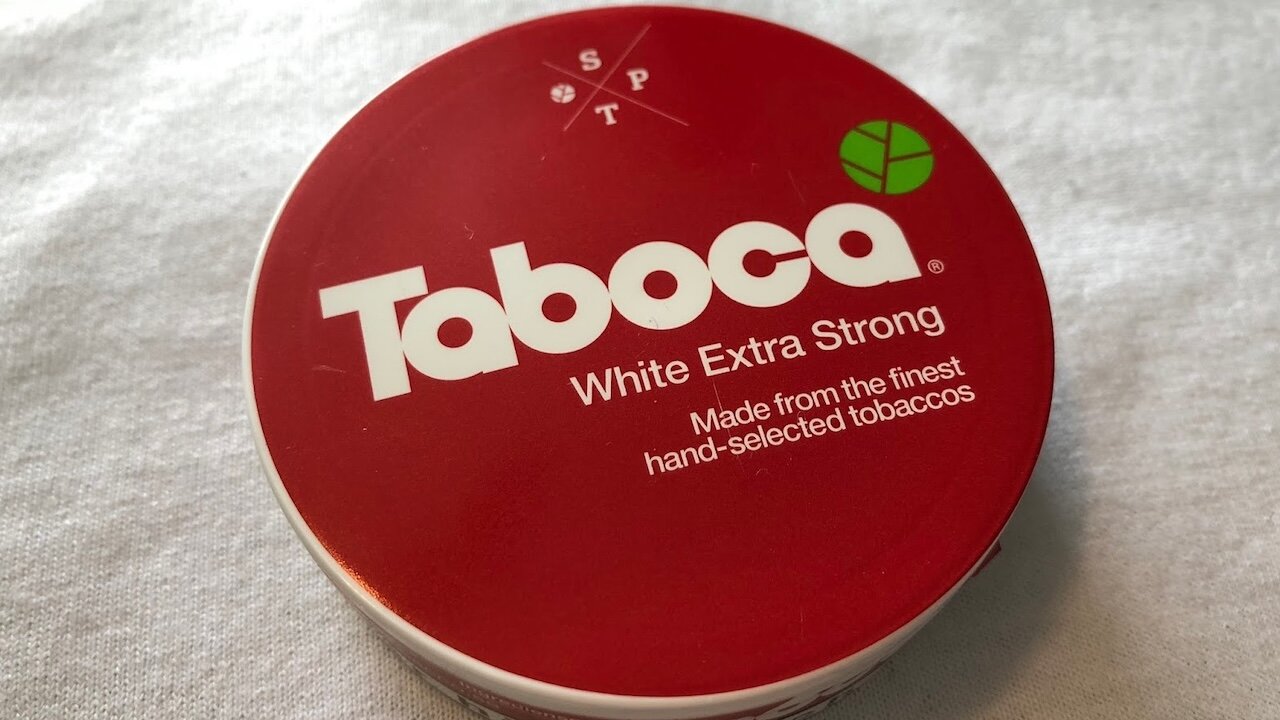 S
P
T
Taboca®
White Extra Strong
Made from the finest
hand-selected tobaccos